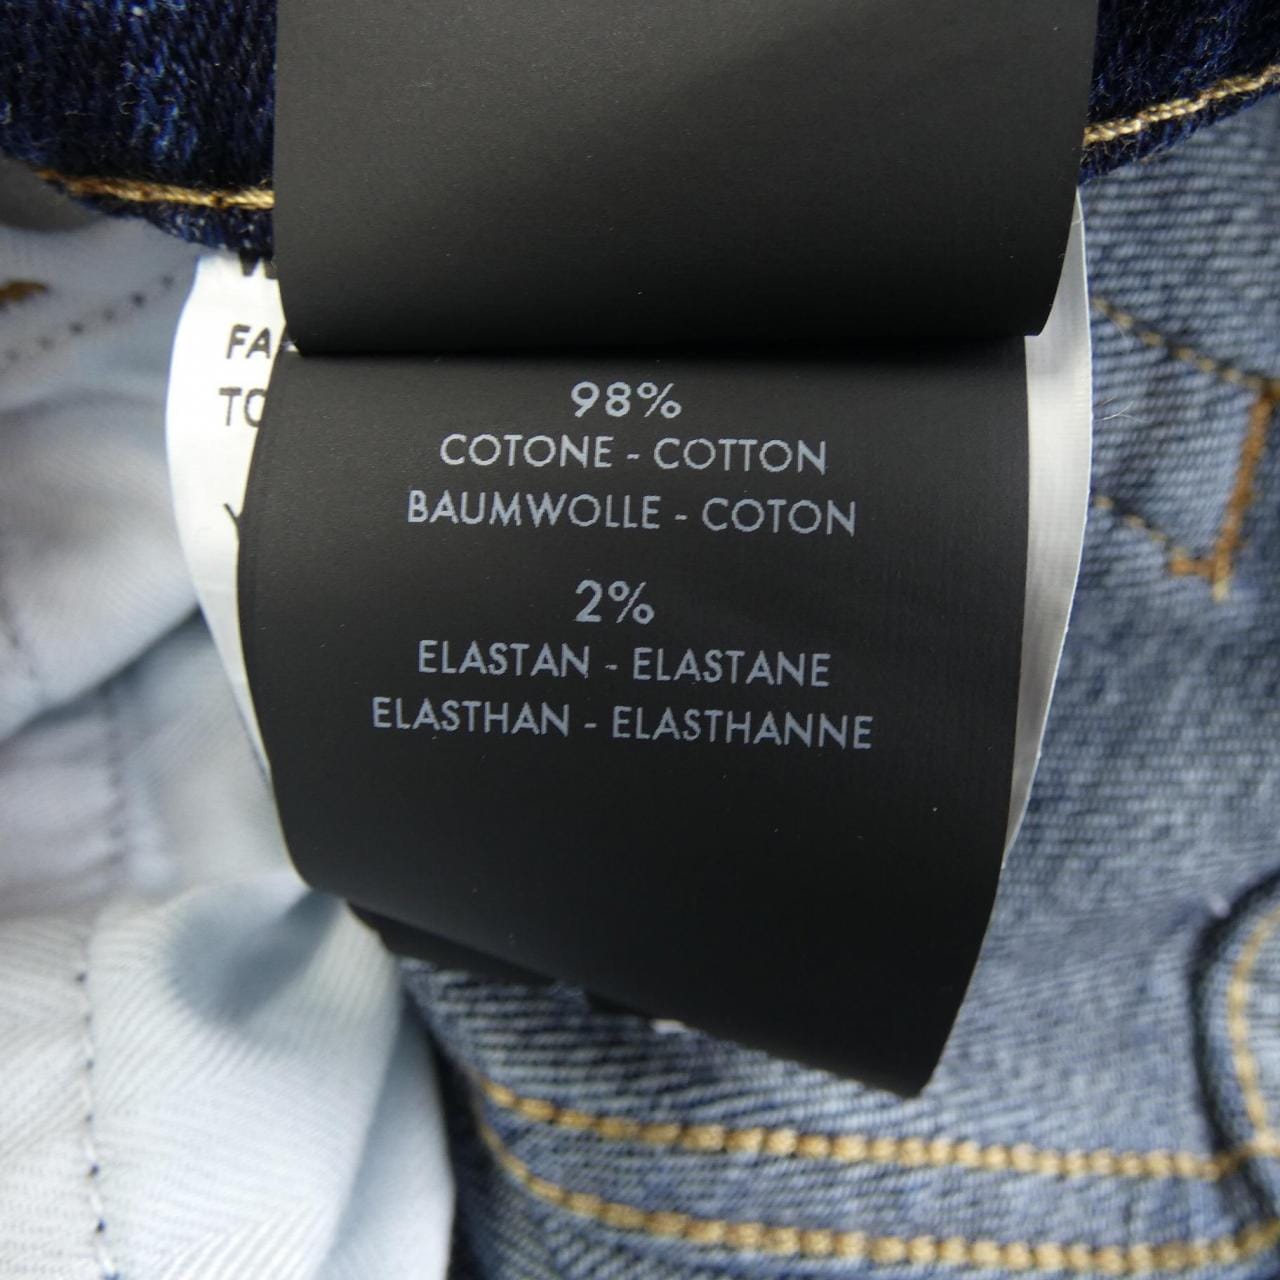 98%
COTONE - COTTON
BAUMWOLLE - COTON
2%
ELASTAN - ELASTANE
ELASTHAN - ELASTHANNE